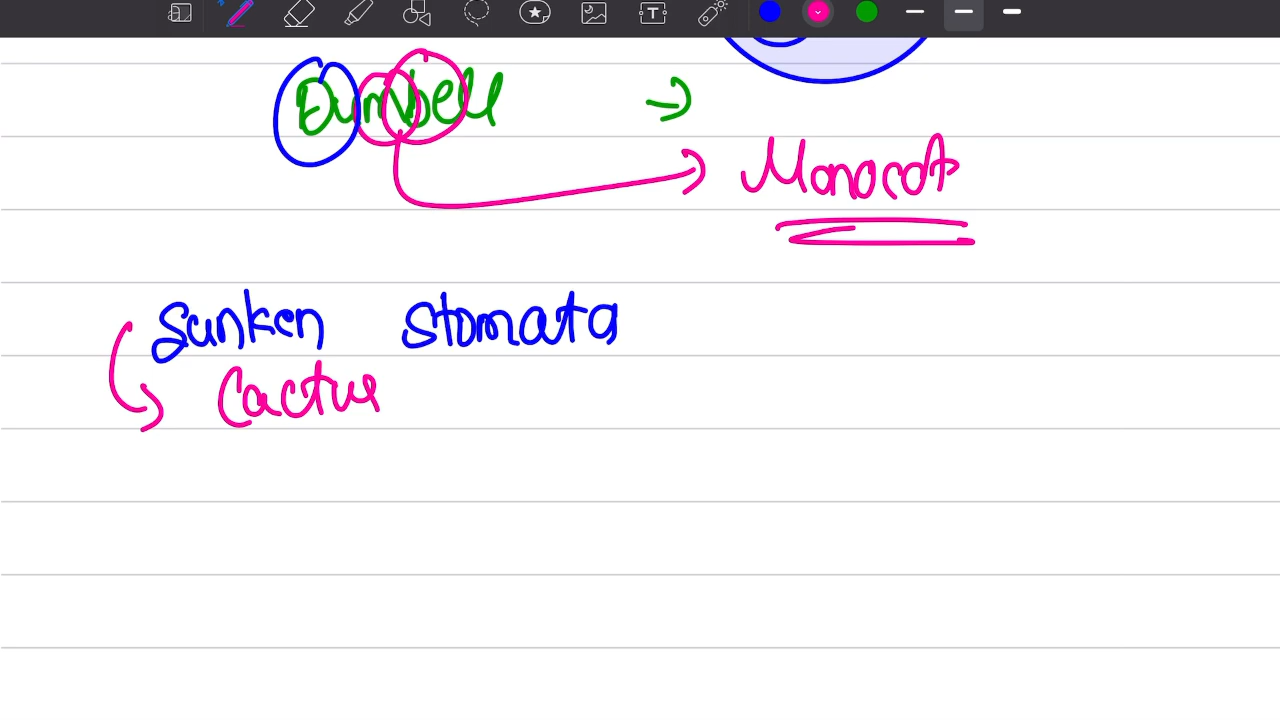 Dumbell →
Monocot
Sunken stomata
Cactus